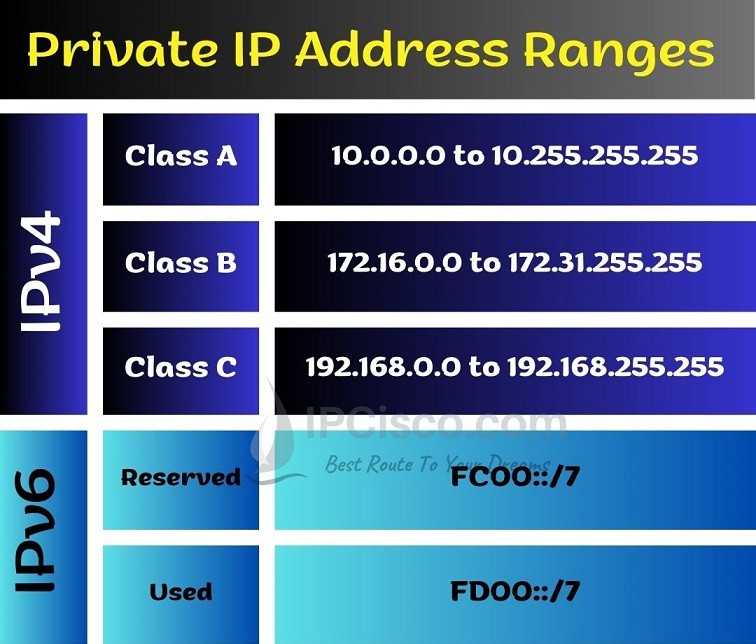 Private IP Address Ranges
IPv4
Class A
10.0.0.0 to 10.255.255.255
Class B
172.16.0.0 to 172.31.255.255
Class C
192.168.0.0 to 192.168.255.255
IPCisco.com
Best Route To Your Dreams
IPv6
Reserved
FC00::/7
Used
FD00::/7